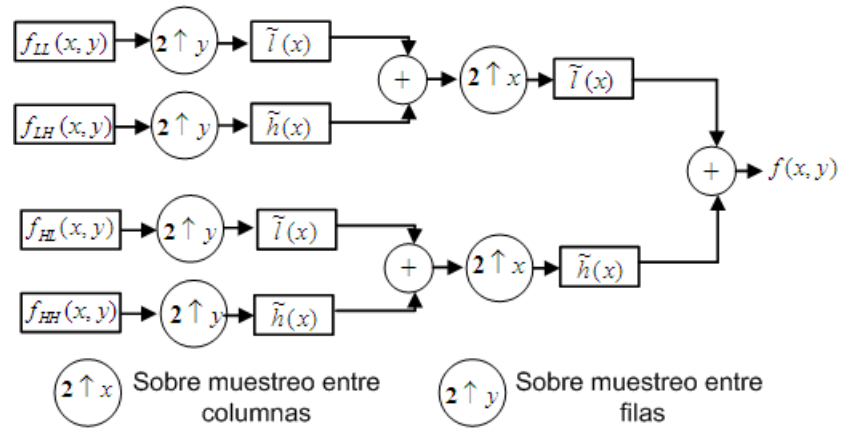 f_LL(x, y) 2 ↑ y l̃(x) + 2 ↑ x l̃(x)
f_LH(x, y) 2 ↑ y h̃(x)
+ f(x, y)
f_HL(x, y) 2 ↑ y l̃(x) + 2 ↑ x h̃(x)
f_HH(x, y) 2 ↑ y h̃(x)
2 ↑ x Sobre muestreo entre
columnas
2 ↑ y Sobre muestreo entre
filas